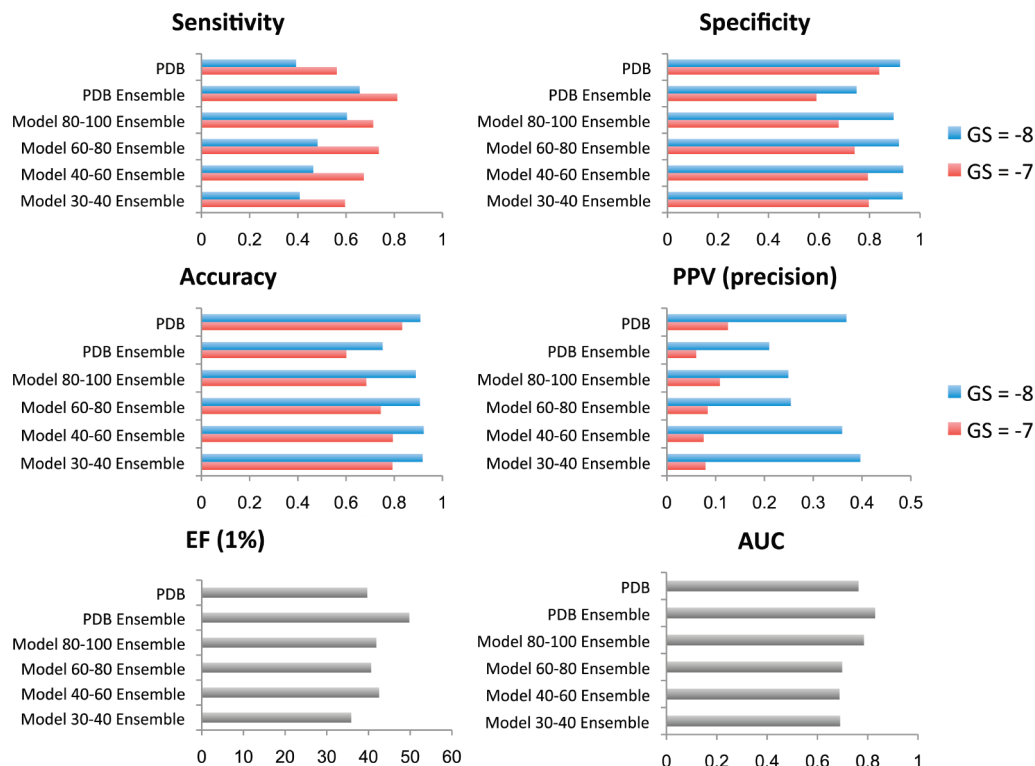 Sensitivity
PDB
PDB Ensemble
Model 80-100 Ensemble
Model 60-80 Ensemble
Model 40-60 Ensemble
Model 30-40 Ensemble
0 0.2 0.4 0.6 0.8 1
Specificity
PDB
PDB Ensemble
Model 80-100 Ensemble
Model 60-80 Ensemble
Model 40-60 Ensemble
Model 30-40 Ensemble
0 0.2 0.4 0.6 0.8 1
GS = -8
GS = -7
Accuracy
PDB
PDB Ensemble
Model 80-100 Ensemble
Model 60-80 Ensemble
Model 40-60 Ensemble
Model 30-40 Ensemble
0 0.2 0.4 0.6 0.8 1
PPV (precision)
PDB
PDB Ensemble
Model 80-100 Ensemble
Model 60-80 Ensemble
Model 40-60 Ensemble
Model 30-40 Ensemble
0 0.1 0.2 0.3 0.4 0.5
GS = -8
GS = -7
EF (1%)
PDB
PDB Ensemble
Model 80-100 Ensemble
Model 60-80 Ensemble
Model 40-60 Ensemble
Model 30-40 Ensemble
0 10 20 30 40 50 60
AUC
PDB
PDB Ensemble
Model 80-100 Ensemble
Model 60-80 Ensemble
Model 40-60 Ensemble
Model 30-40 Ensemble
0 0.2 0.4 0.6 0.8 1